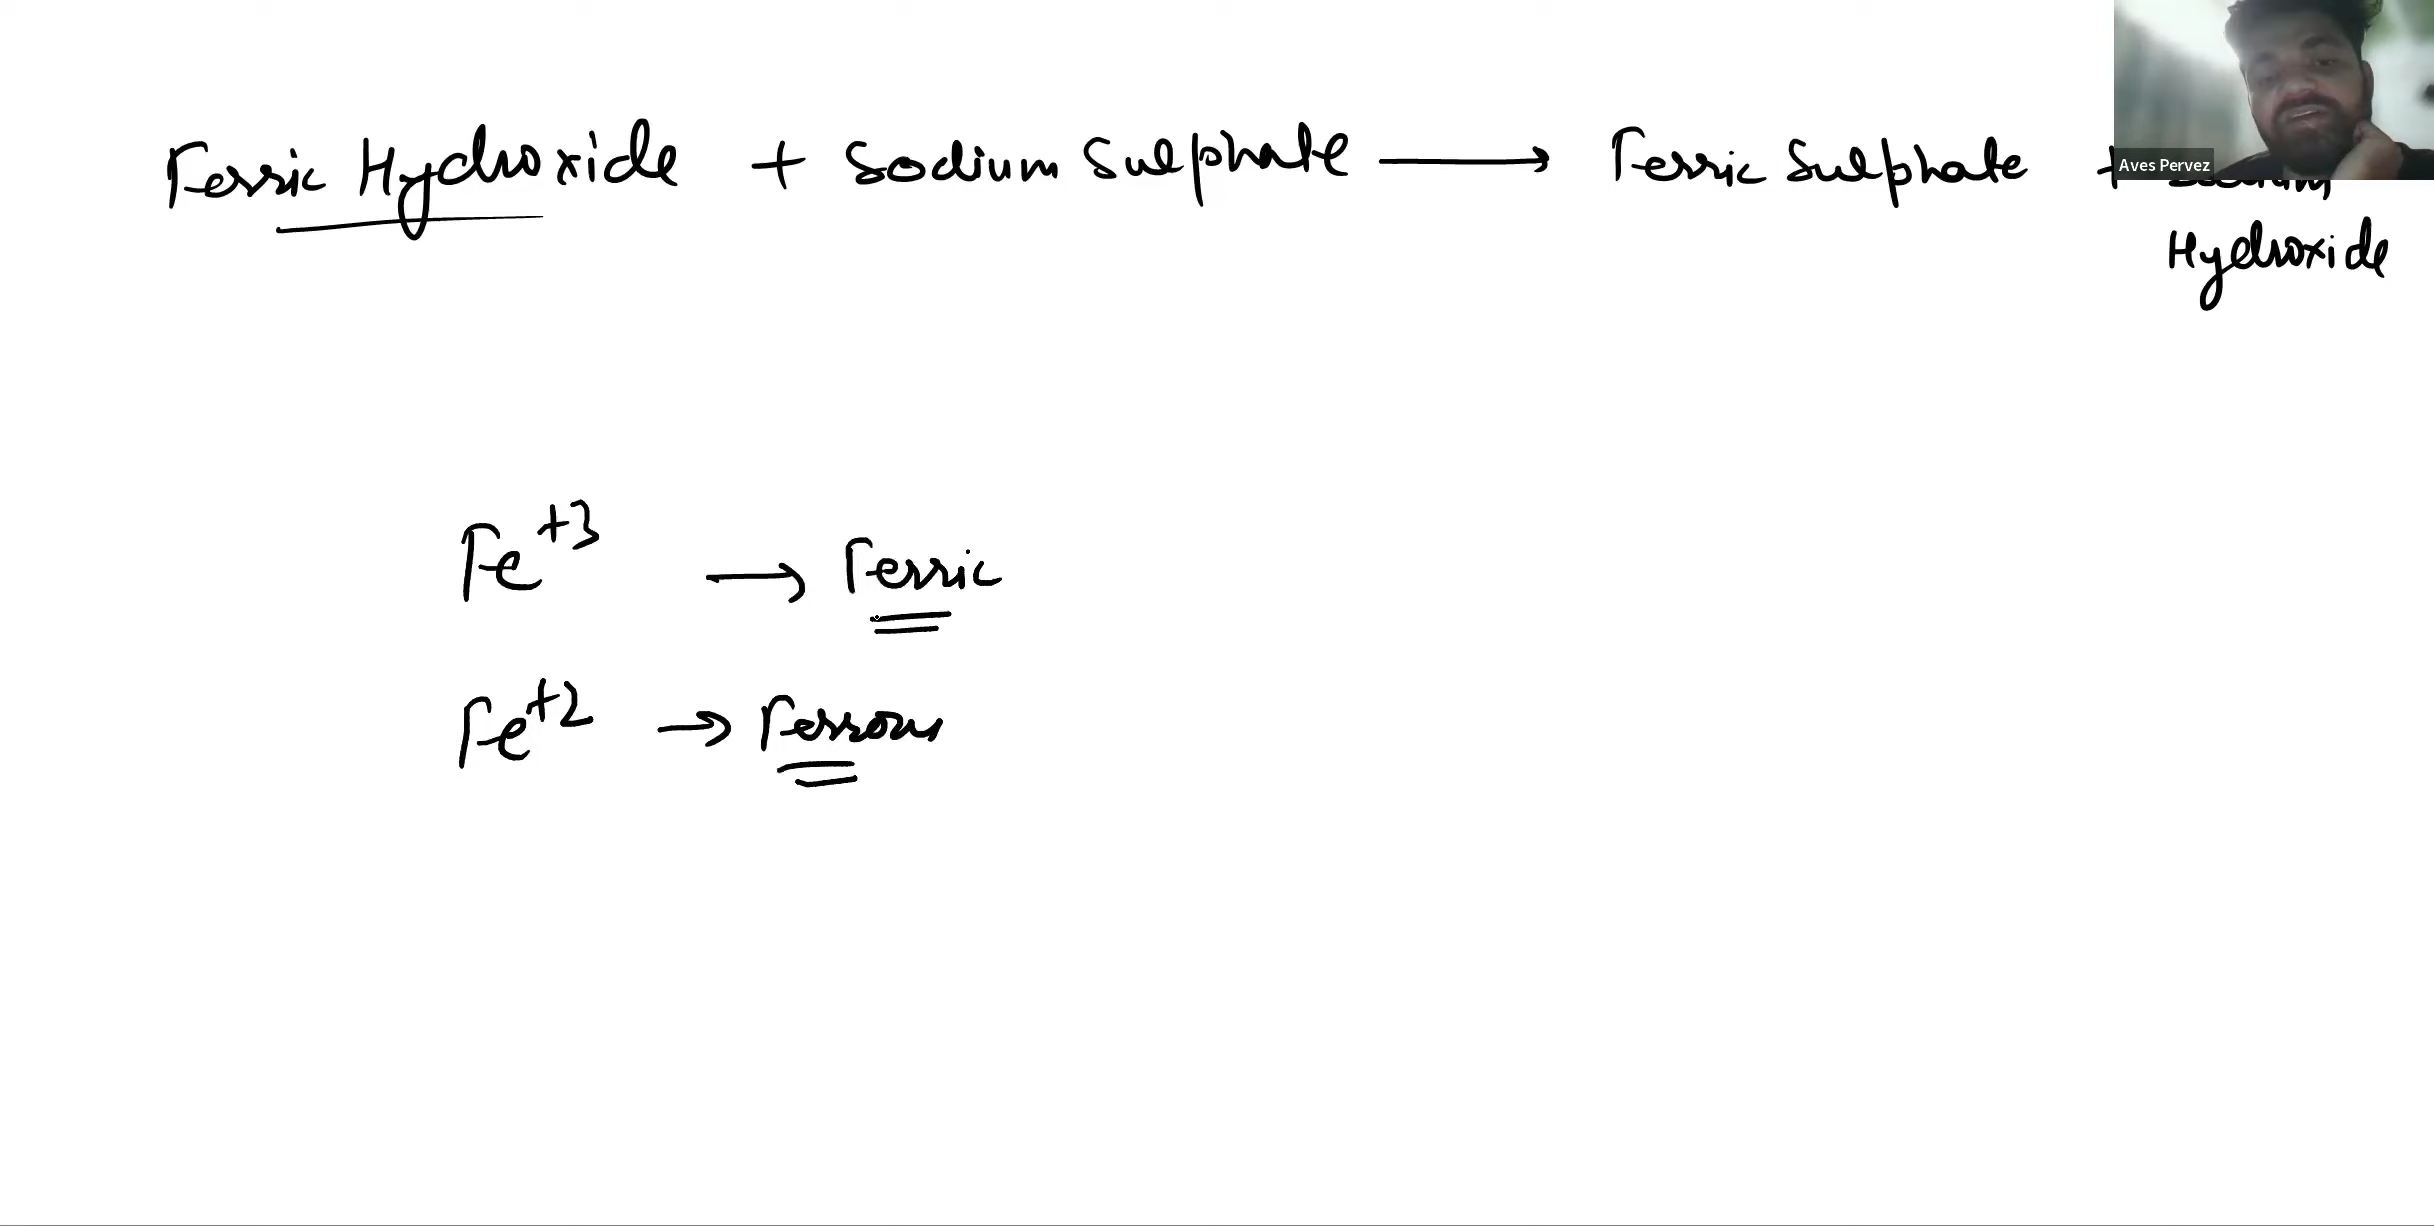 Ferric Hydroxide + Sodium Sulphate → Ferric Sulphate +
Hydroxide
Aves Pervez
Fe+3 → Ferric
Fe+2 → Ferrous